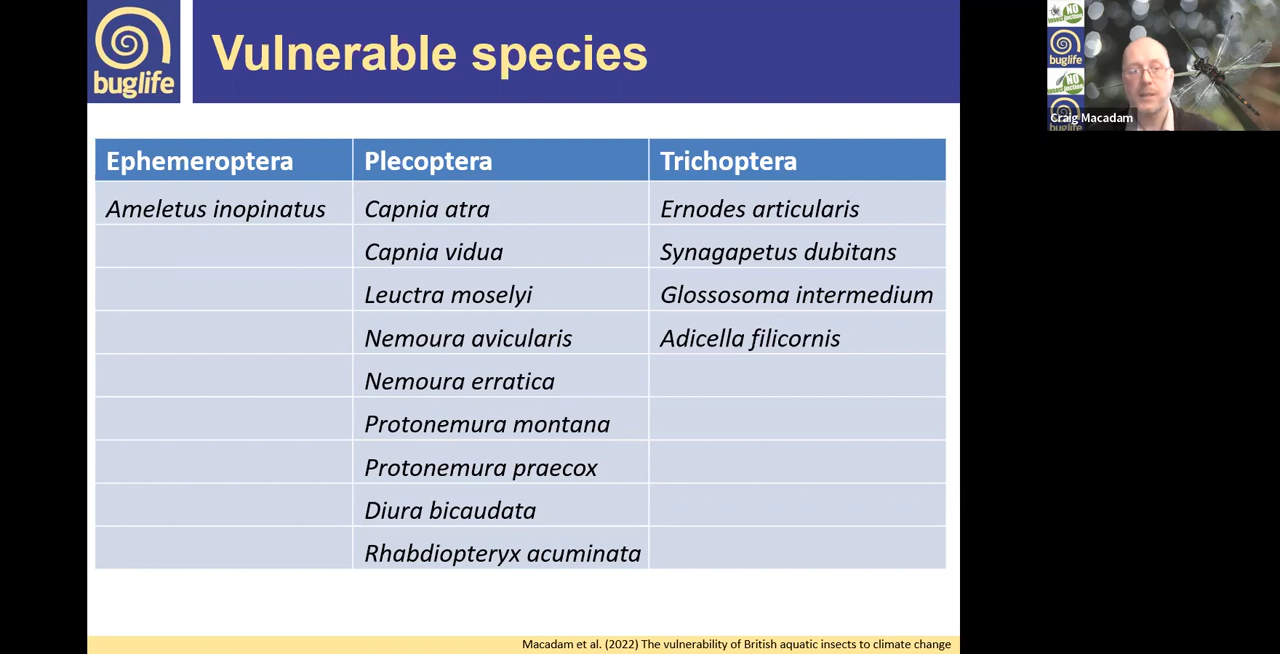 buglife
Vulnerable species
Ephemeroptera Plecoptera Trichoptera
Ameletus inopinatus Capnia atra Ernodes articularis
Capnia vidua Synagapetus dubitans
Leuctra moselyi Glossosoma intermedium
Nemoura avicularis Adicella filicornis
Nemoura erratica
Protonemura montana
Protonemura praecox
Diura bicaudata
Rhabdiopteryx acuminata
Macadam et al. (2022) The vulnerability of British aquatic insects to climate change
NO
buglife
NO
buglife
Craig Macadam